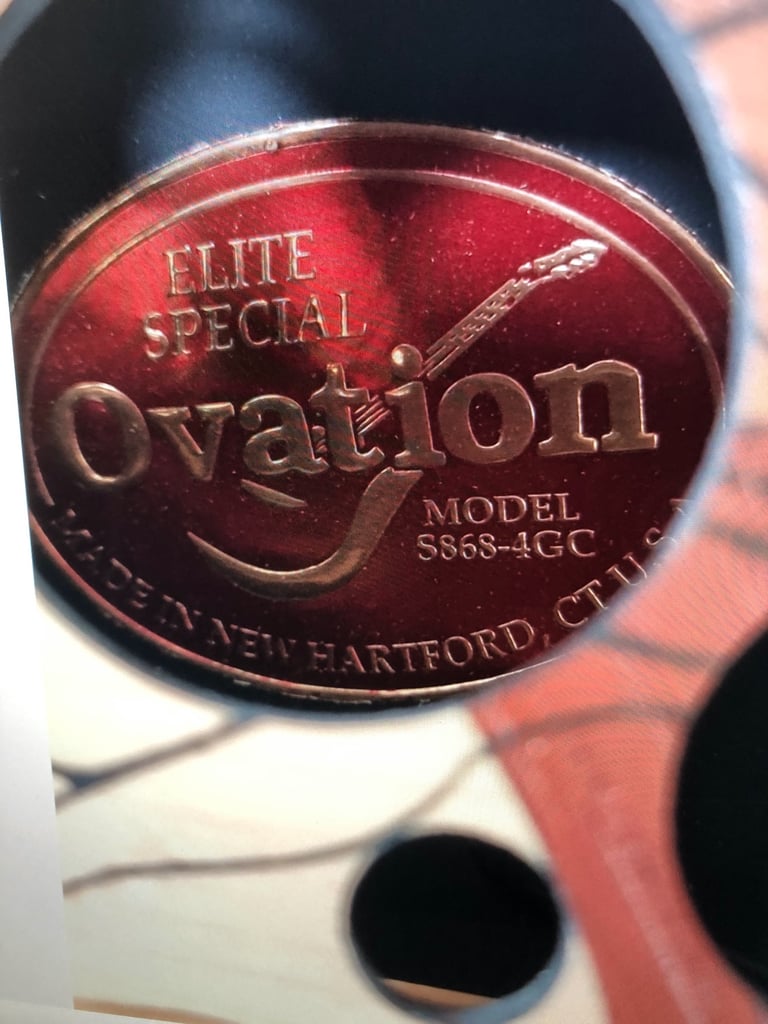 ELITE
SPECIAL
Ovation
MODEL
S868-4GC
MADE IN NEW HARTFORD, CT U.S.A